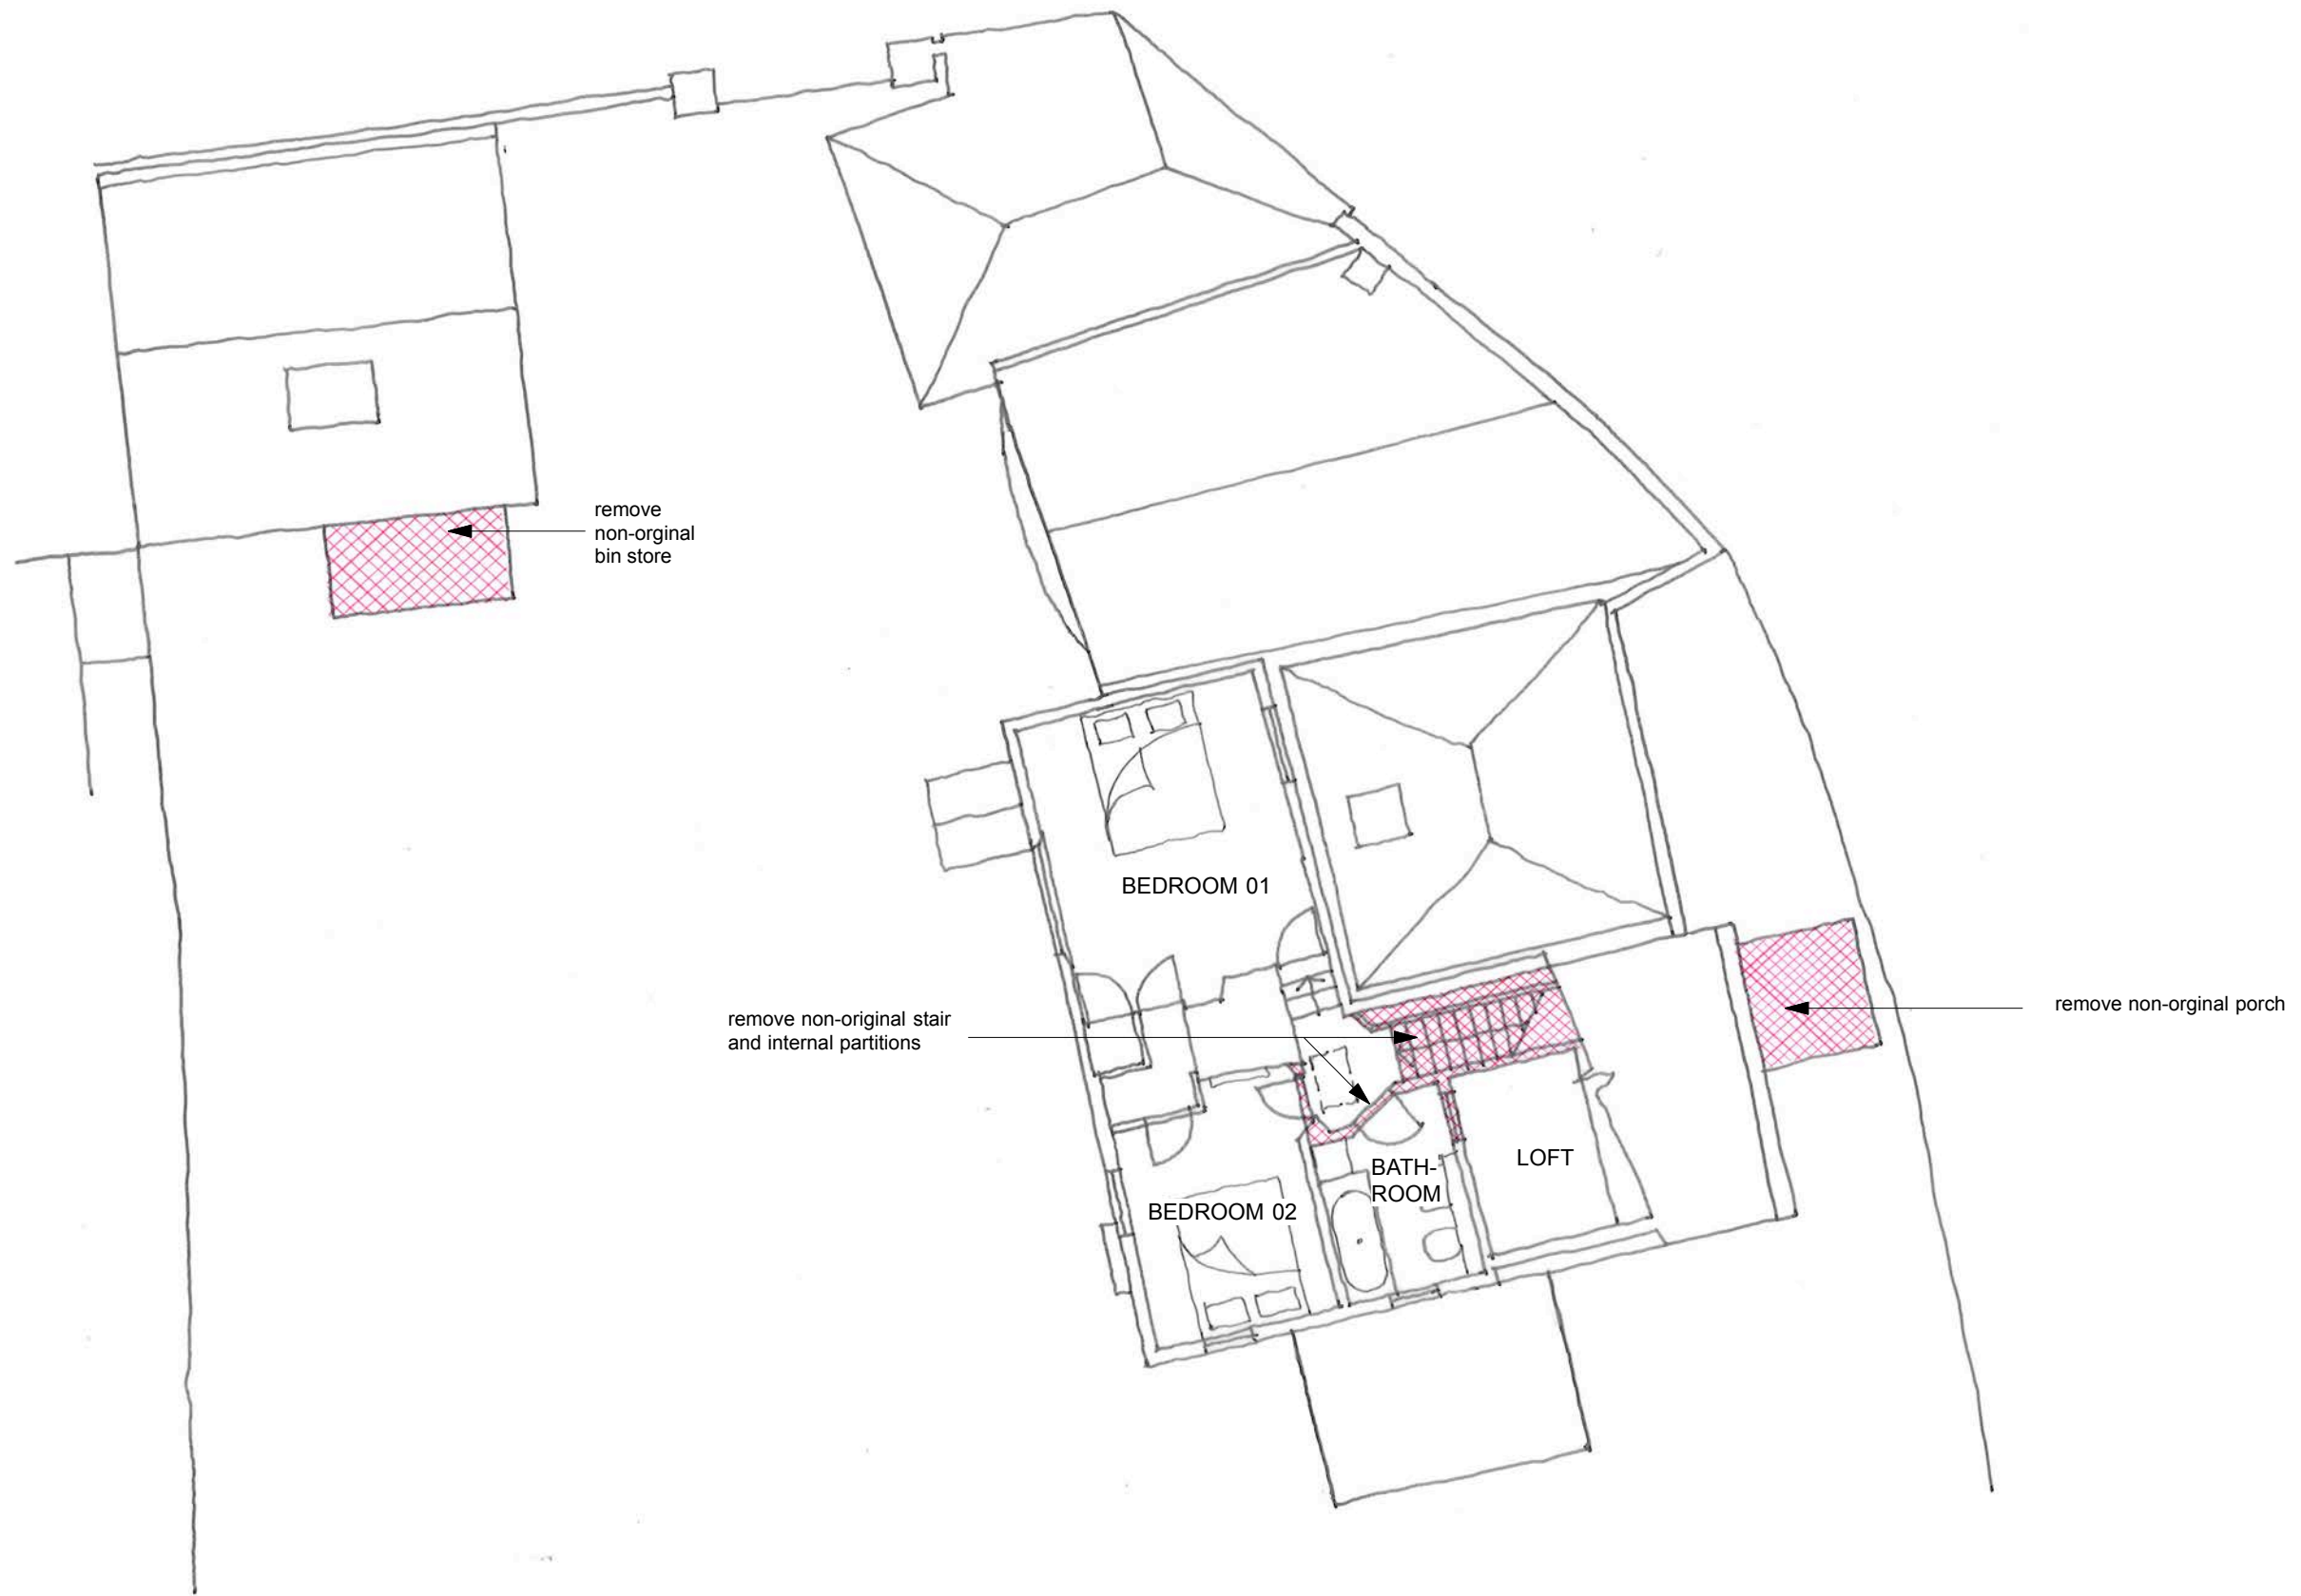 remove
non-orginal
bin store
BEDROOM 01
remove non-original stair
and internal partitions
remove non-orginal porch
BATH-
ROOM
LOFT
BEDROOM 02